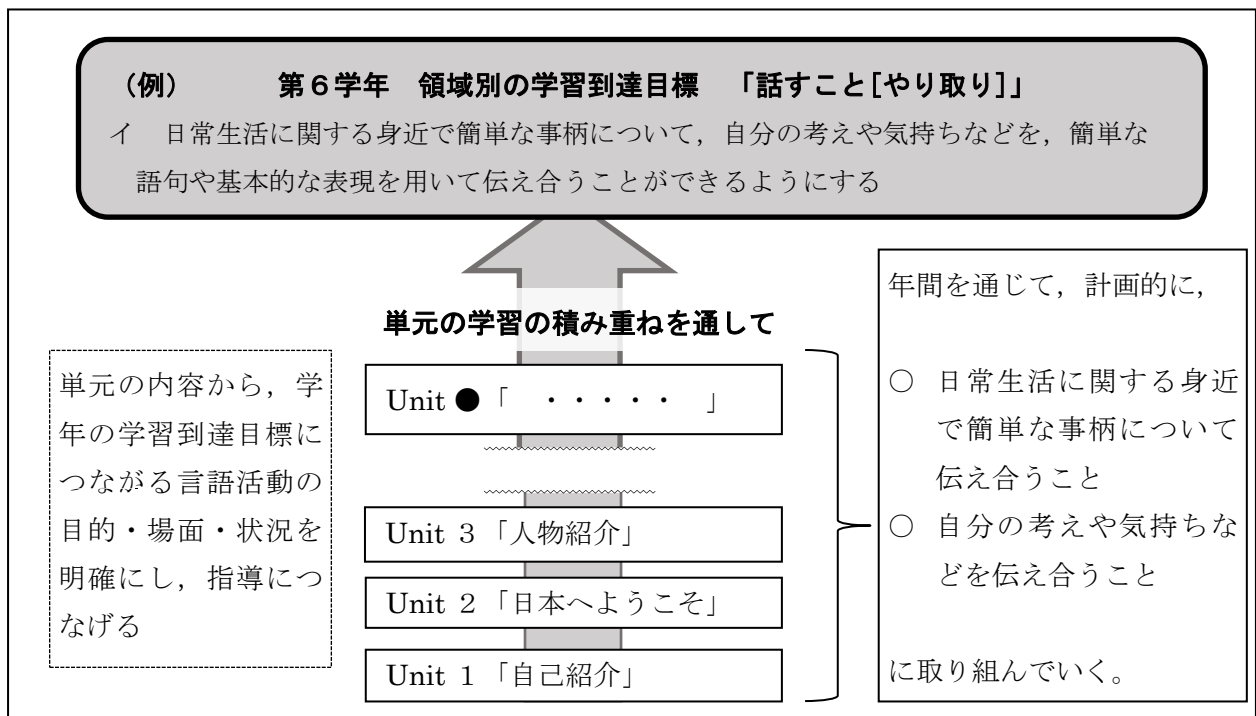 （例）　　第６学年　領域別の学習到達目標　「話すこと[やり取り]」
イ　日常生活に関する身近で簡単な事柄について，自分の考えや気持ちなどを，簡単な
語句や基本的な表現を用いて伝え合うことができるようにする
単元の学習の積み重ねを通して
単元の内容から，学
年の学習到達目標に
つながる言語活動の
目的・場面・状況を
明確にし，指導につ
なげる
Unit ●「　・・・・・　」
Unit 3「人物紹介」
Unit 2「日本へようこそ」
Unit 1「自己紹介」
年間を通じて，計画的に，
○　日常生活に関する身近
で簡単な事柄について
伝え合うこと
○　自分の考えや気持ちな
どを伝え合うこと
に取り組んでいく。